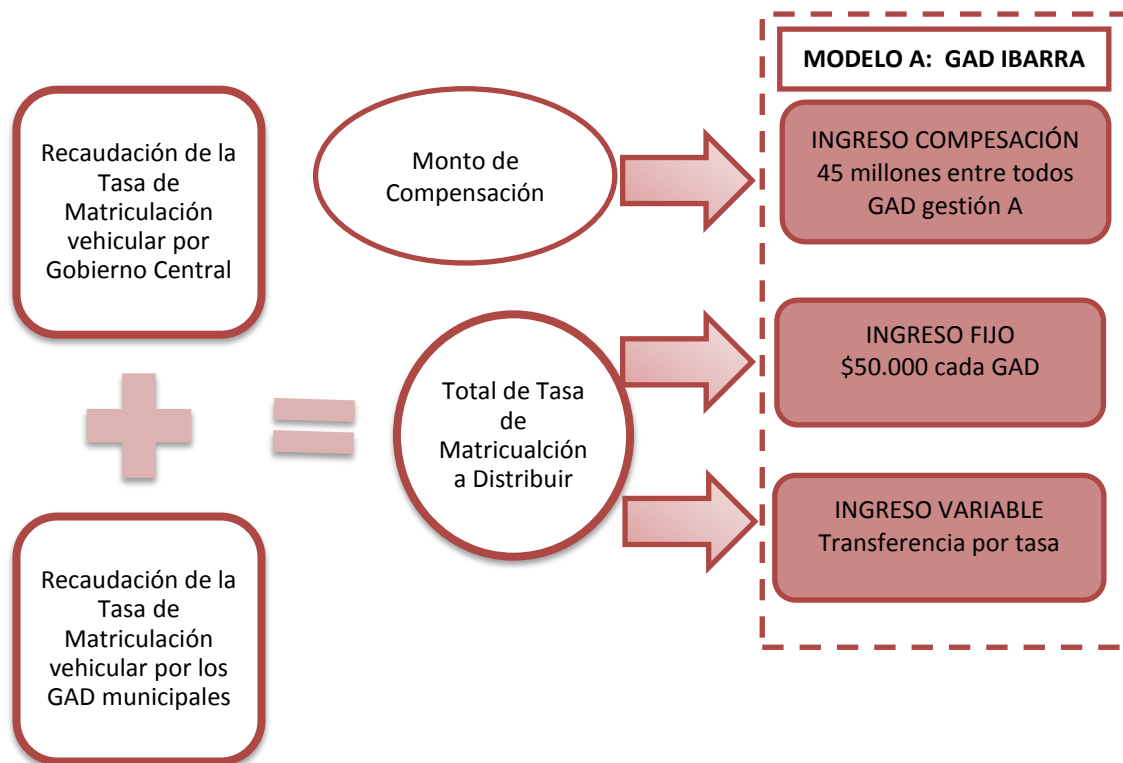 Recaudación de la
Tasa de
Matriculación
vehicular por
Gobierno Central
Recaudación de la
Tasa de
Matriculación
vehicular por los
GAD municipales
Monto de
Compensación
Total de Tasa
de
Matricualción
a Distribuir
MODELO A: GAD IBARRA
INGRESO COMPESACIÓN
45 millones entre todos
GAD gestión A
INGRESO FIJO
$50.000 cada GAD
INGRESO VARIABLE
Transferencia por tasa